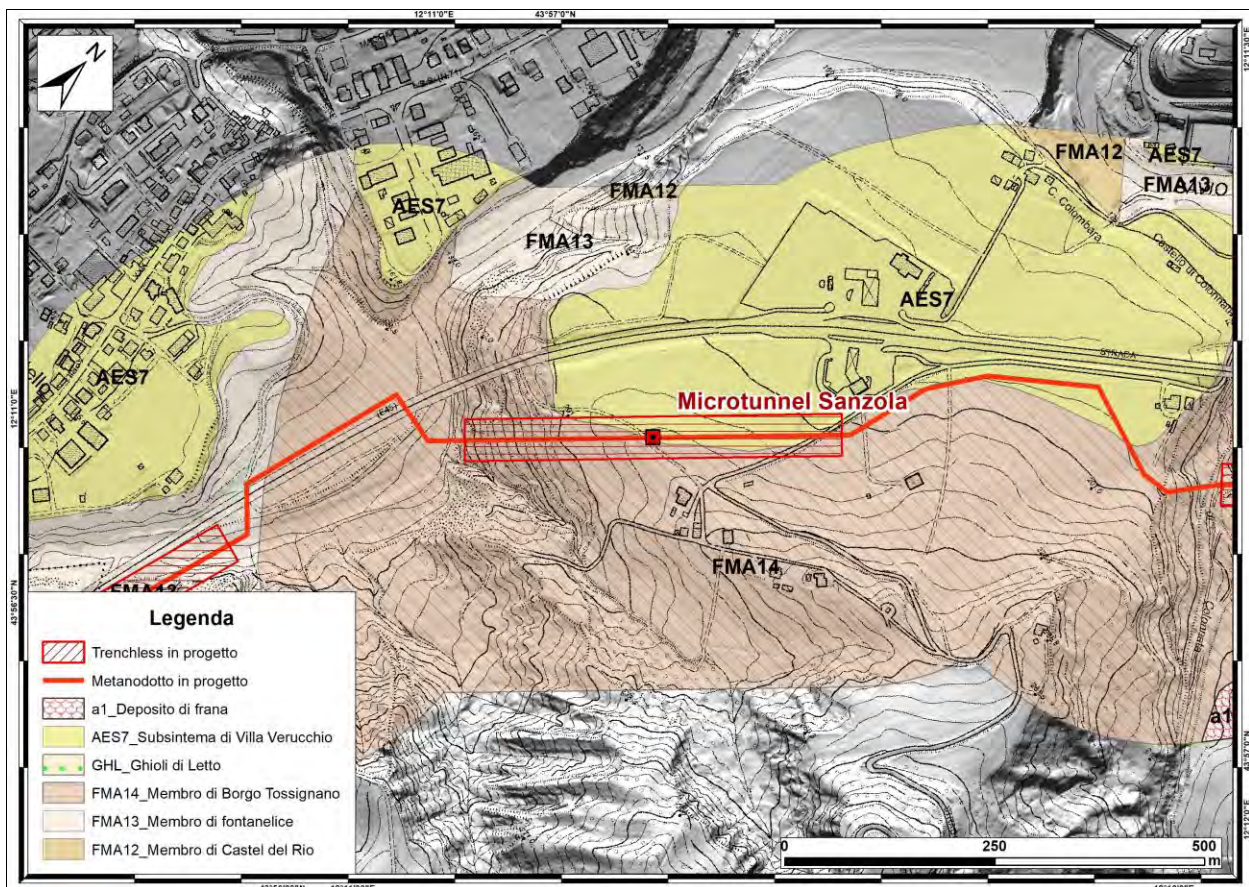 12°11'0"E
43°57'0"N
12°11'30"E
N
FMA12
AES7
FMA13
FMA12
AES7
FMA13
C. Colombara
AES7
STRADA
AES7
Microtunnel Sanzola
(E45)
12°11'0"E
FMA14
43°56'30"N
43°57'0"N
12°12'0"E
Legenda
Trenchless in progetto
Metanodotto in progetto
a1_Deposito di frana
AES7_Subsintema di Villa Verucchio
GHL_Ghioli di Letto
FMA14_Membro di Borgo Tossignano
FMA13_Membro di fontanelice
FMA12_Membro di Castel del Rio
a1
0 250 500
m